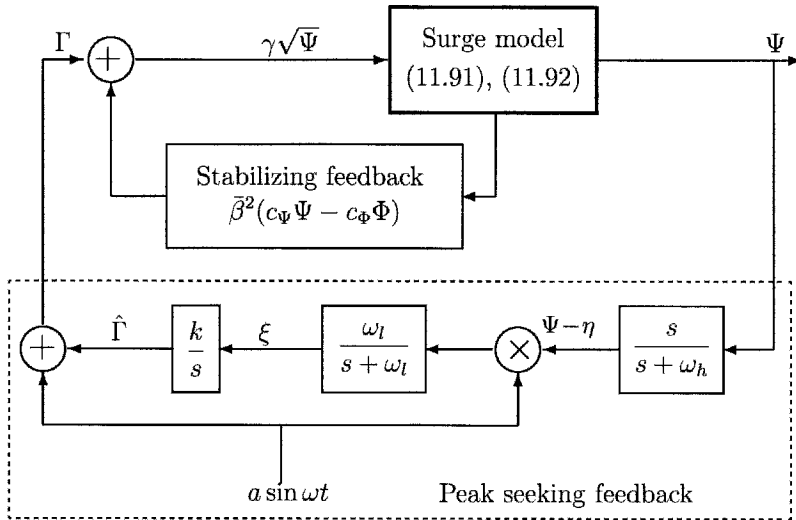 Γ
+
γ√Ψ
Surge model
(11.91), (11.92)
Ψ
Stabilizing feedback
β̄²(c_Ψ Ψ − c_Φ Φ)
+
Γ̂
k
s
ξ
ω_l
s + ω_l
×
Ψ−η
s
s + ω_h
a sin ωt
Peak seeking feedback